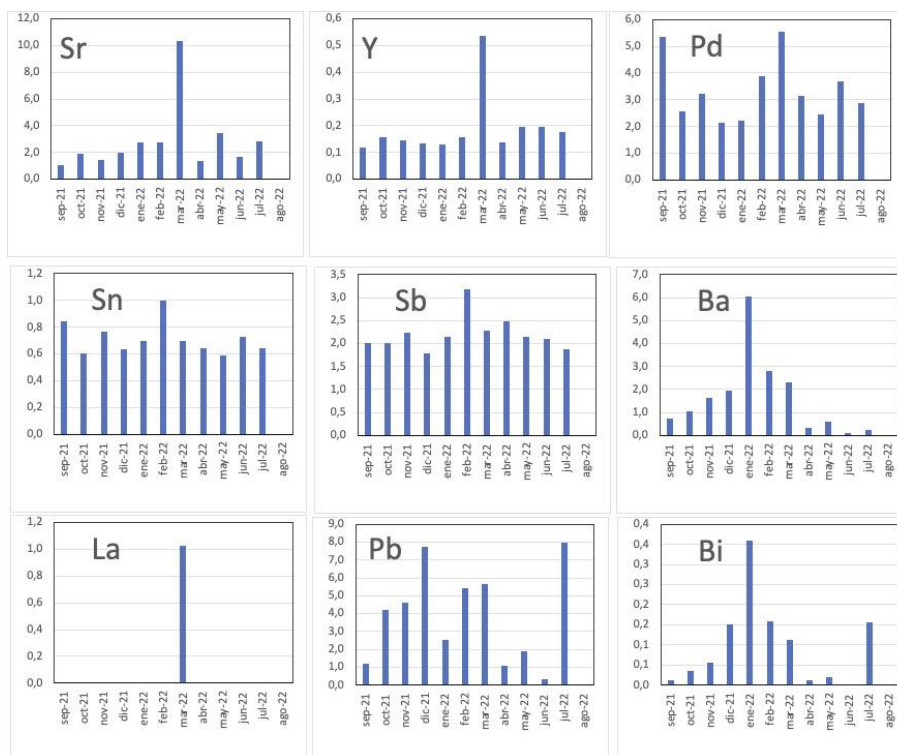 Sr
12,0
10,0
8,0
6,0
4,0
2,0
0,0
sep-21
oct-21
nov-21
dic-21
ene-22
feb-22
mar-22
abr-22
may-22
jun-22
jul-22
ago-22
Y
0,6
0,5
0,4
0,3
0,2
0,1
0,0
sep-21
oct-21
nov-21
dic-21
ene-22
feb-22
mar-22
abr-22
may-22
jun-22
jul-22
ago-22
Pd
6,0
5,0
4,0
3,0
2,0
1,0
0,0
sep-21
oct-21
nov-21
dic-21
ene-22
feb-22
mar-22
abr-22
may-22
jun-22
jul-22
ago-22
Sn
1,2
1,0
0,8
0,6
0,4
0,2
0,0
sep-21
oct-21
nov-21
dic-21
ene-22
feb-22
mar-22
abr-22
may-22
jun-22
jul-22
ago-22
Sb
3,5
3,0
2,5
2,0
1,5
1,0
0,5
0,0
sep-21
oct-21
nov-21
dic-21
ene-22
feb-22
mar-22
abr-22
may-22
jun-22
jul-22
ago-22
Ba
7,0
6,0
5,0
4,0
3,0
2,0
1,0
0,0
sep-21
oct-21
nov-21
dic-21
ene-22
feb-22
mar-22
abr-22
may-22
jun-22
jul-22
ago-22
La
1,2
1,0
0,8
0,6
0,4
0,2
0,0
sep-21
oct-21
nov-21
dic-21
ene-22
feb-22
mar-22
abr-22
may-22
jun-22
jul-22
ago-22
Pb
9,0
8,0
7,0
6,0
5,0
4,0
3,0
2,0
1,0
0,0
sep-21
oct-21
nov-21
dic-21
ene-22
feb-22
mar-22
abr-22
may-22
jun-22
jul-22
ago-22
Bi
0,4
0,4
0,3
0,3
0,2
0,2
0,1
0,1
0,0
sep-21
oct-21
nov-21
dic-21
ene-22
feb-22
mar-22
abr-22
may-22
jun-22
jul-22
ago-22